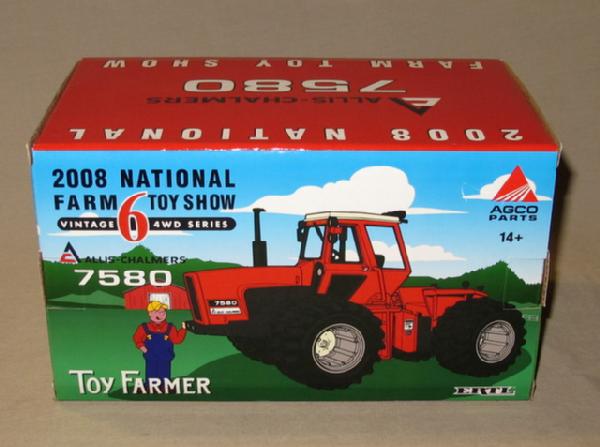 FARM TOY SHOW
7580
ALLIS-CHALMERS
2008 NATIONAL
2008 NATIONAL
FARM 6 TOY SHOW
VINTAGE 4WD SERIES
ALLIS-CHALMERS
7580
AGCO
PARTS
14+
7580
TOY FARMER
ERTL